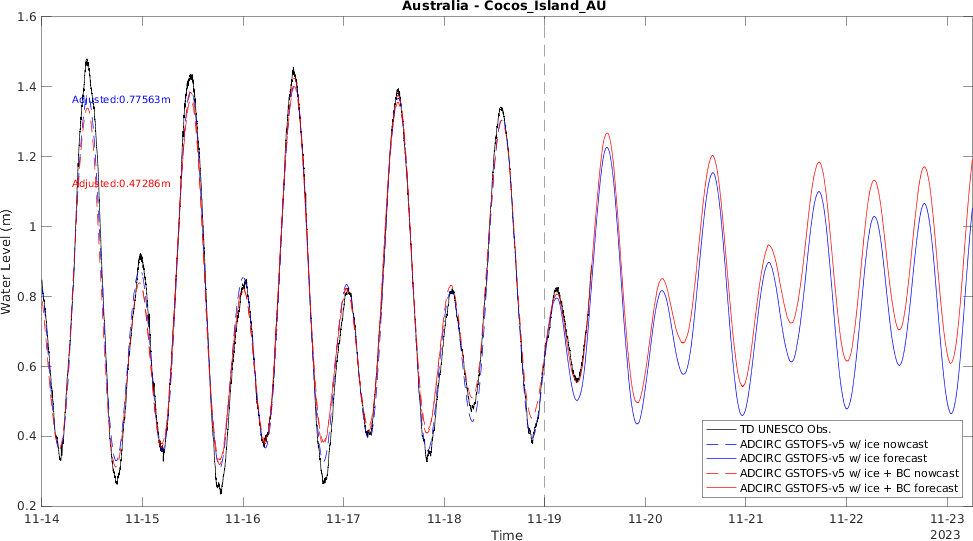 Australia - Cocos_Island_AU
1.6
1.4
1.2
1
0.8
0.6
0.4
0.2
Water Level (m)
Adjusted:0.77563m
Adjusted:0.47286m
TD UNESCO Obs.
ADCIRC GSTOFS-v5 w/ ice nowcast
ADCIRC GSTOFS-v5 w/ ice forecast
ADCIRC GSTOFS-v5 w/ ice + BC nowcast
ADCIRC GSTOFS-v5 w/ ice + BC forecast
11-14 11-15 11-16 11-17 11-18 11-19 11-20 11-21 11-22 11-23
2023
Time